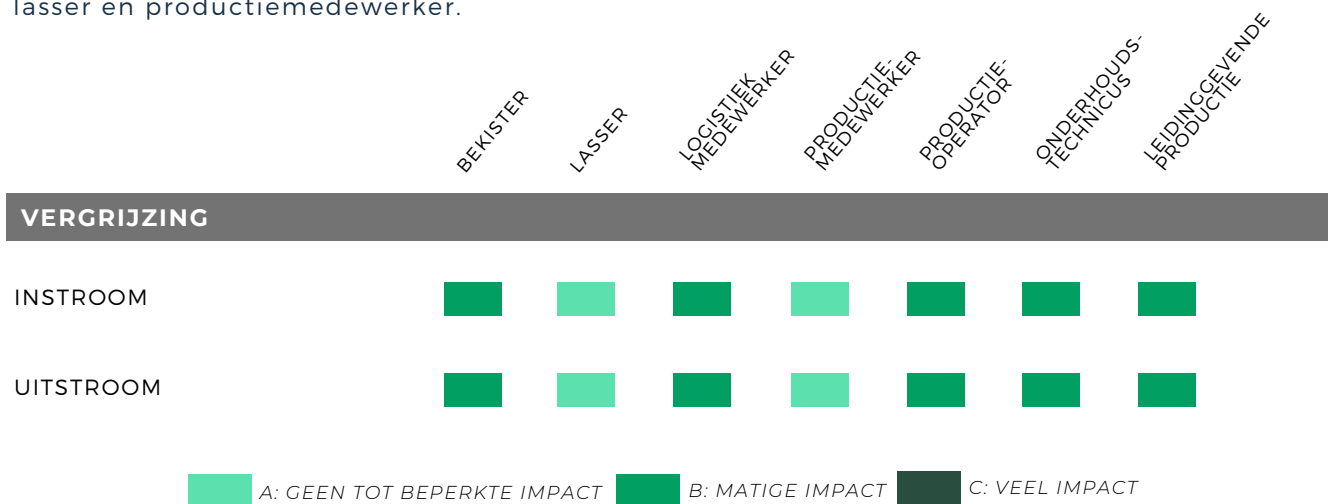 lasser en productiemedewerker.
BEKISTER
LASSER
LOGISTIEK
MEDEWERKER
PRODUCTIE-
MEDEWERKER
PRODUCTIE-
OPERATOR
ONDERHOUDS-
TECHNICUS
LEIDINGGEVENDE
PRODUCTIE
VERGRIJZING
INSTROOM
UITSTROOM
A: GEEN TOT BEPERKTE IMPACT
B: MATIGE IMPACT
C: VEEL IMPACT